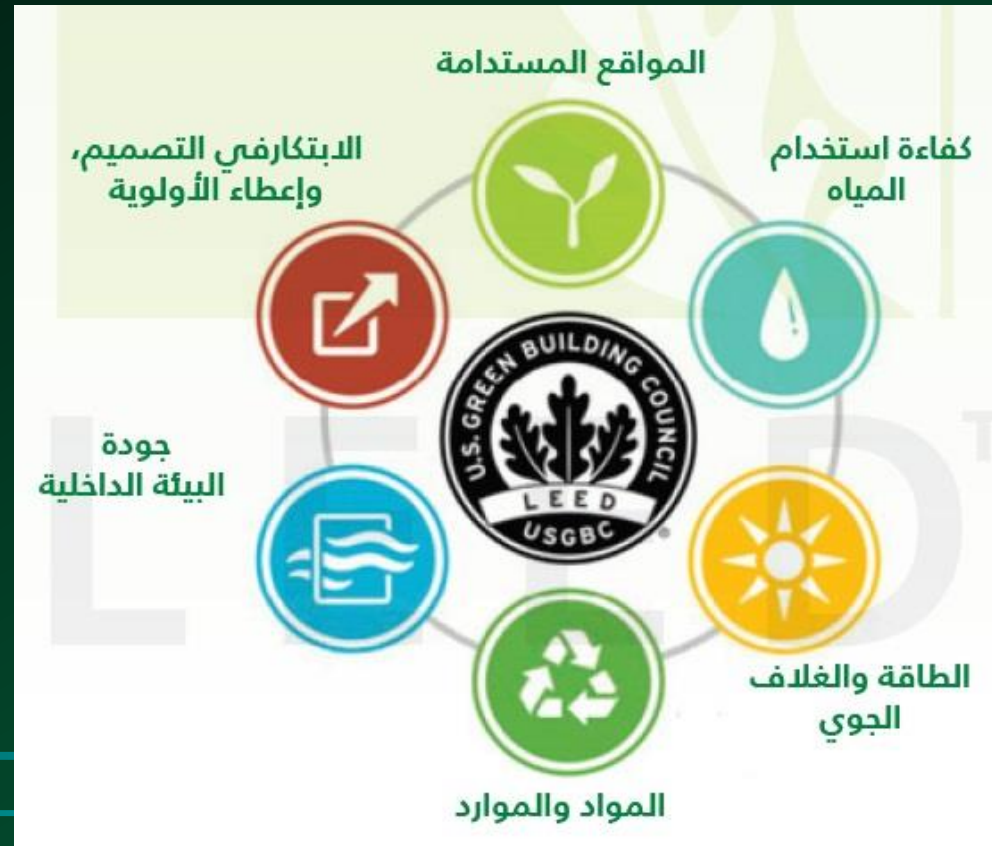 المواقع المستدامة
كفاءة استخدام
المياه
الابتكارفي التصميم،
وإعطاء الأولوية
U.S. GREEN BUILDING COUNCIL
LEED
USGBC
جودة
البيئة الداخلية
الطاقة والغلاف
الجوي
المواد والموارد
LEED